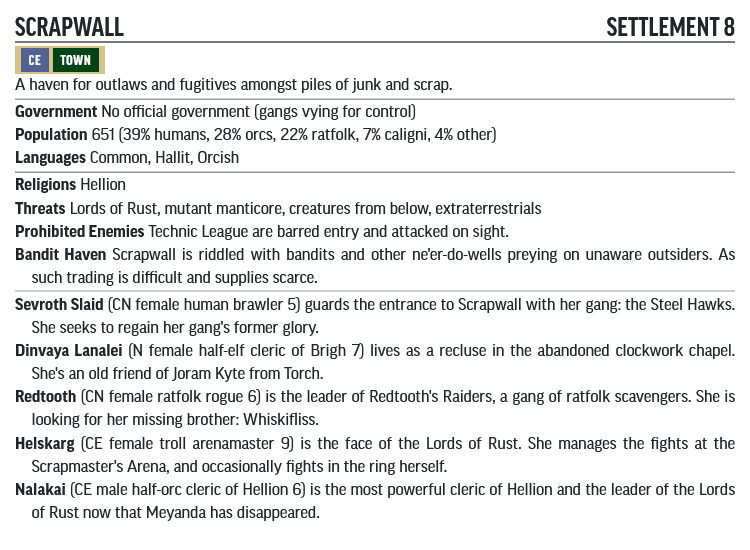 SCRAPWALL SETTLEMENT 8
CE TOWN
A haven for outlaws and fugitives amongst piles of junk and scrap.
Government No official government (gangs vying for control)
Population 651 (39% humans, 28% orcs, 22% ratfolk, 7% caligni, 4% other)
Languages Common, Hallit, Orcish
Religions Hellion
Threats Lords of Rust, mutant manticore, creatures from below, extraterrestrials
Prohibited Enemies Technic League are barred entry and attacked on sight.
Bandit Haven Scrapwall is riddled with bandits and other ne'er-do-wells preying on unaware outsiders. As
such trading is difficult and supplies scarce.
Sevroth Slaid (CN female human brawler 5) guards the entrance to Scrapwall with her gang: the Steel Hawks.
She seeks to regain her gang's former glory.
Dinvaya Lanalei (N female half-elf cleric of Brigh 7) lives as a recluse in the abandoned clockwork chapel.
She's an old friend of Joram Kyte from Torch.
Redtooth (CN female ratfolk rogue 6) is the leader of Redtooth's Raiders, a gang of ratfolk scavengers. She is
looking for her missing brother: Whiskifliss.
Helskarg (CE female troll arenamaster 9) is the face of the Lords of Rust. She manages the fights at the
Scrapmaster's Arena, and occasionally fights in the ring herself.
Nalakai (CE male half-orc cleric of Hellion 6) is the most powerful cleric of Hellion and the leader of the Lords
of Rust now that Meyanda has disappeared.